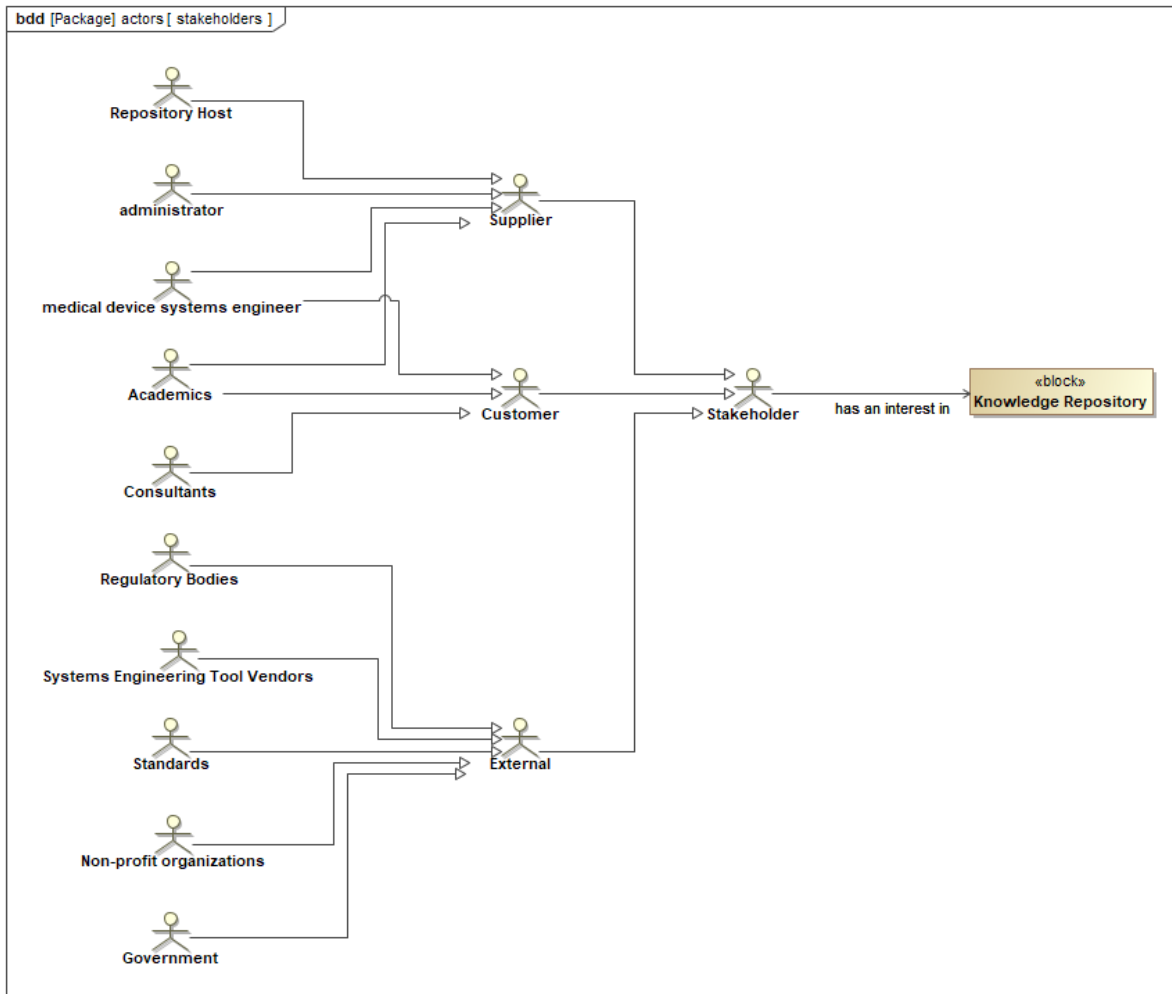 bdd [Package] actors [ stakeholders ]
Repository Host
administrator
Supplier
medical device systems engineer
Academics
Customer
Stakeholder
has an interest in
«block»
Knowledge Repository
Consultants
Regulatory Bodies
Systems Engineering Tool Vendors
Standards
External
Non-profit organizations
Government